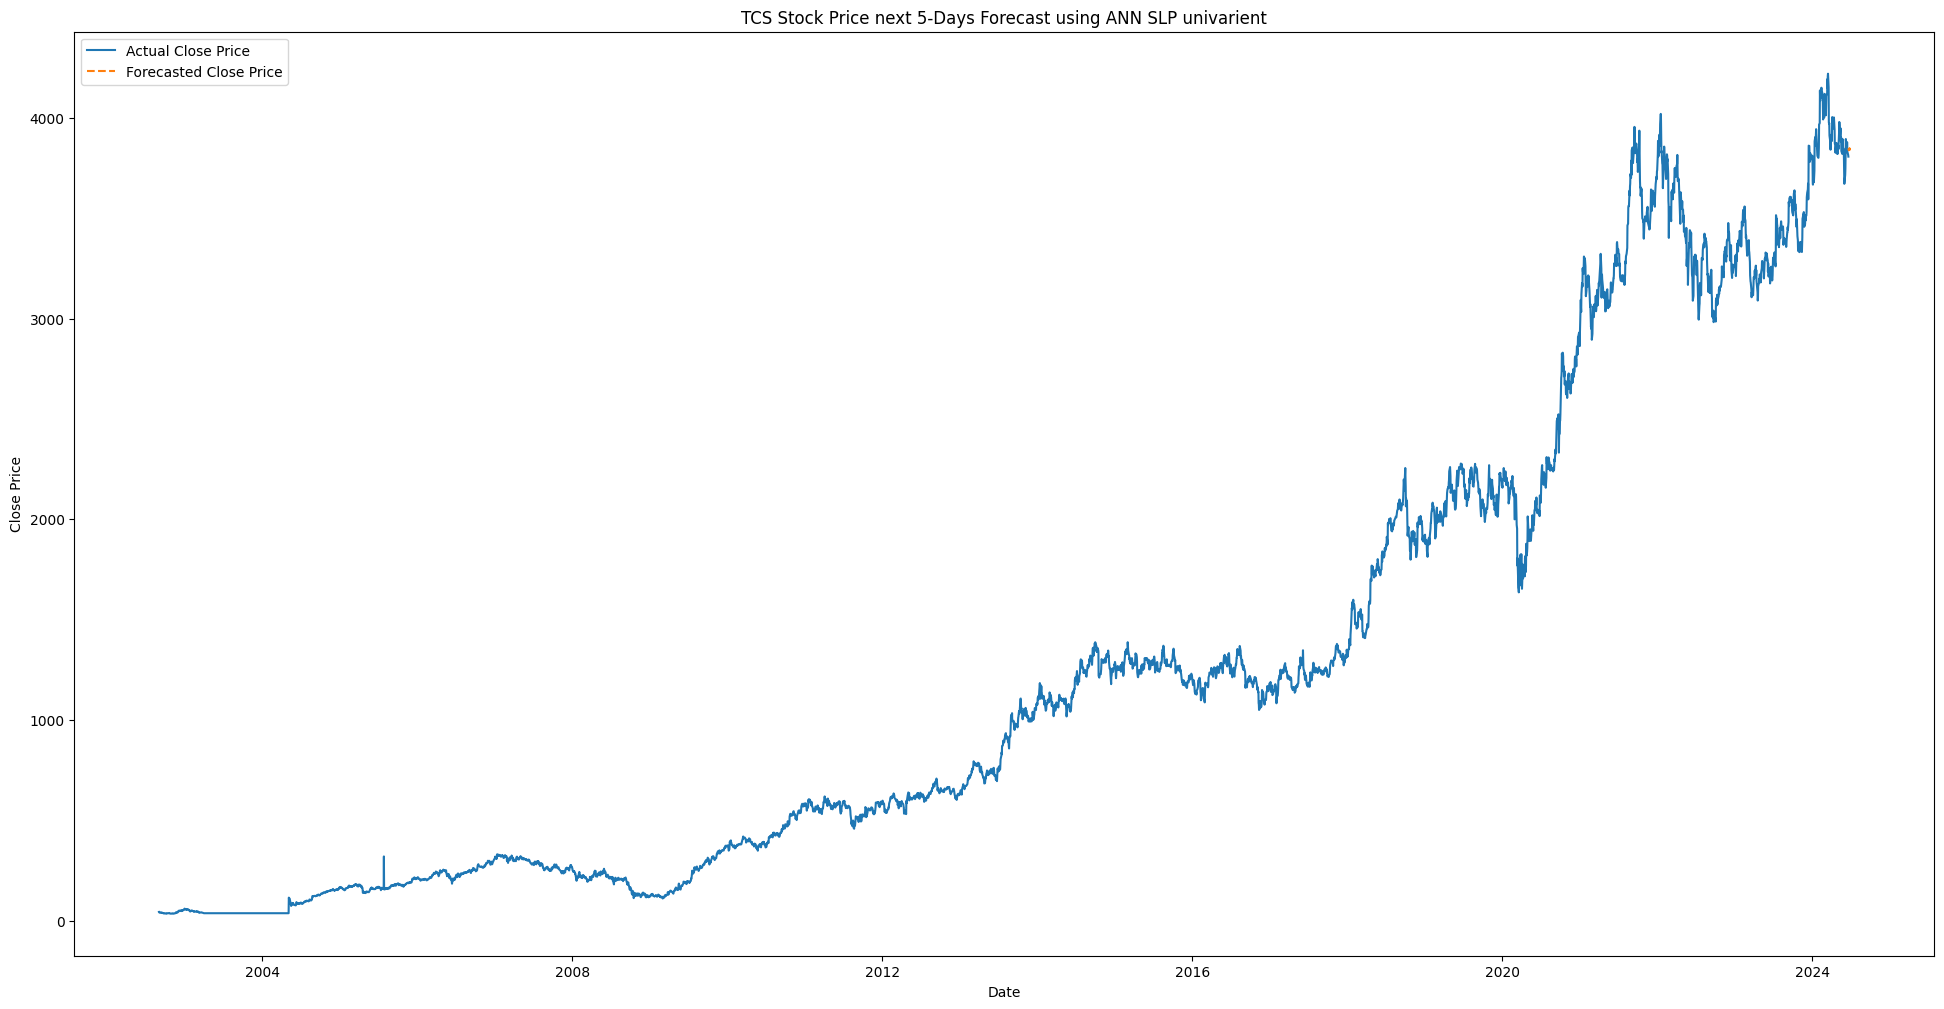 TCS Stock Price next 5-Days Forecast using ANN SLP univarient
Actual Close Price
Forecasted Close Price
Close Price
4000
3000
2000
1000
0
2004
2008
2012
2016
2020
2024
Date